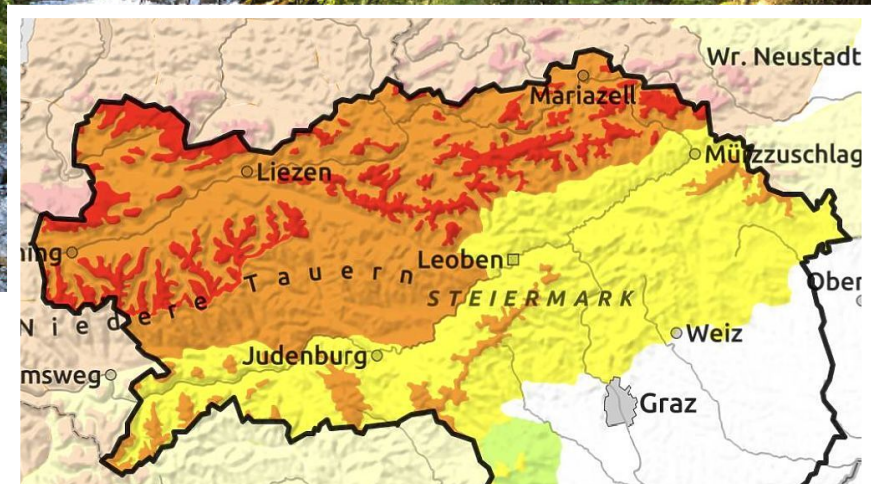 Wr. Neustadt
Mariazell
Mürzzuschlag
Liezen
Leoben
Niedere Tauern
STEIERMARK
Weiz
Judenburg
Graz